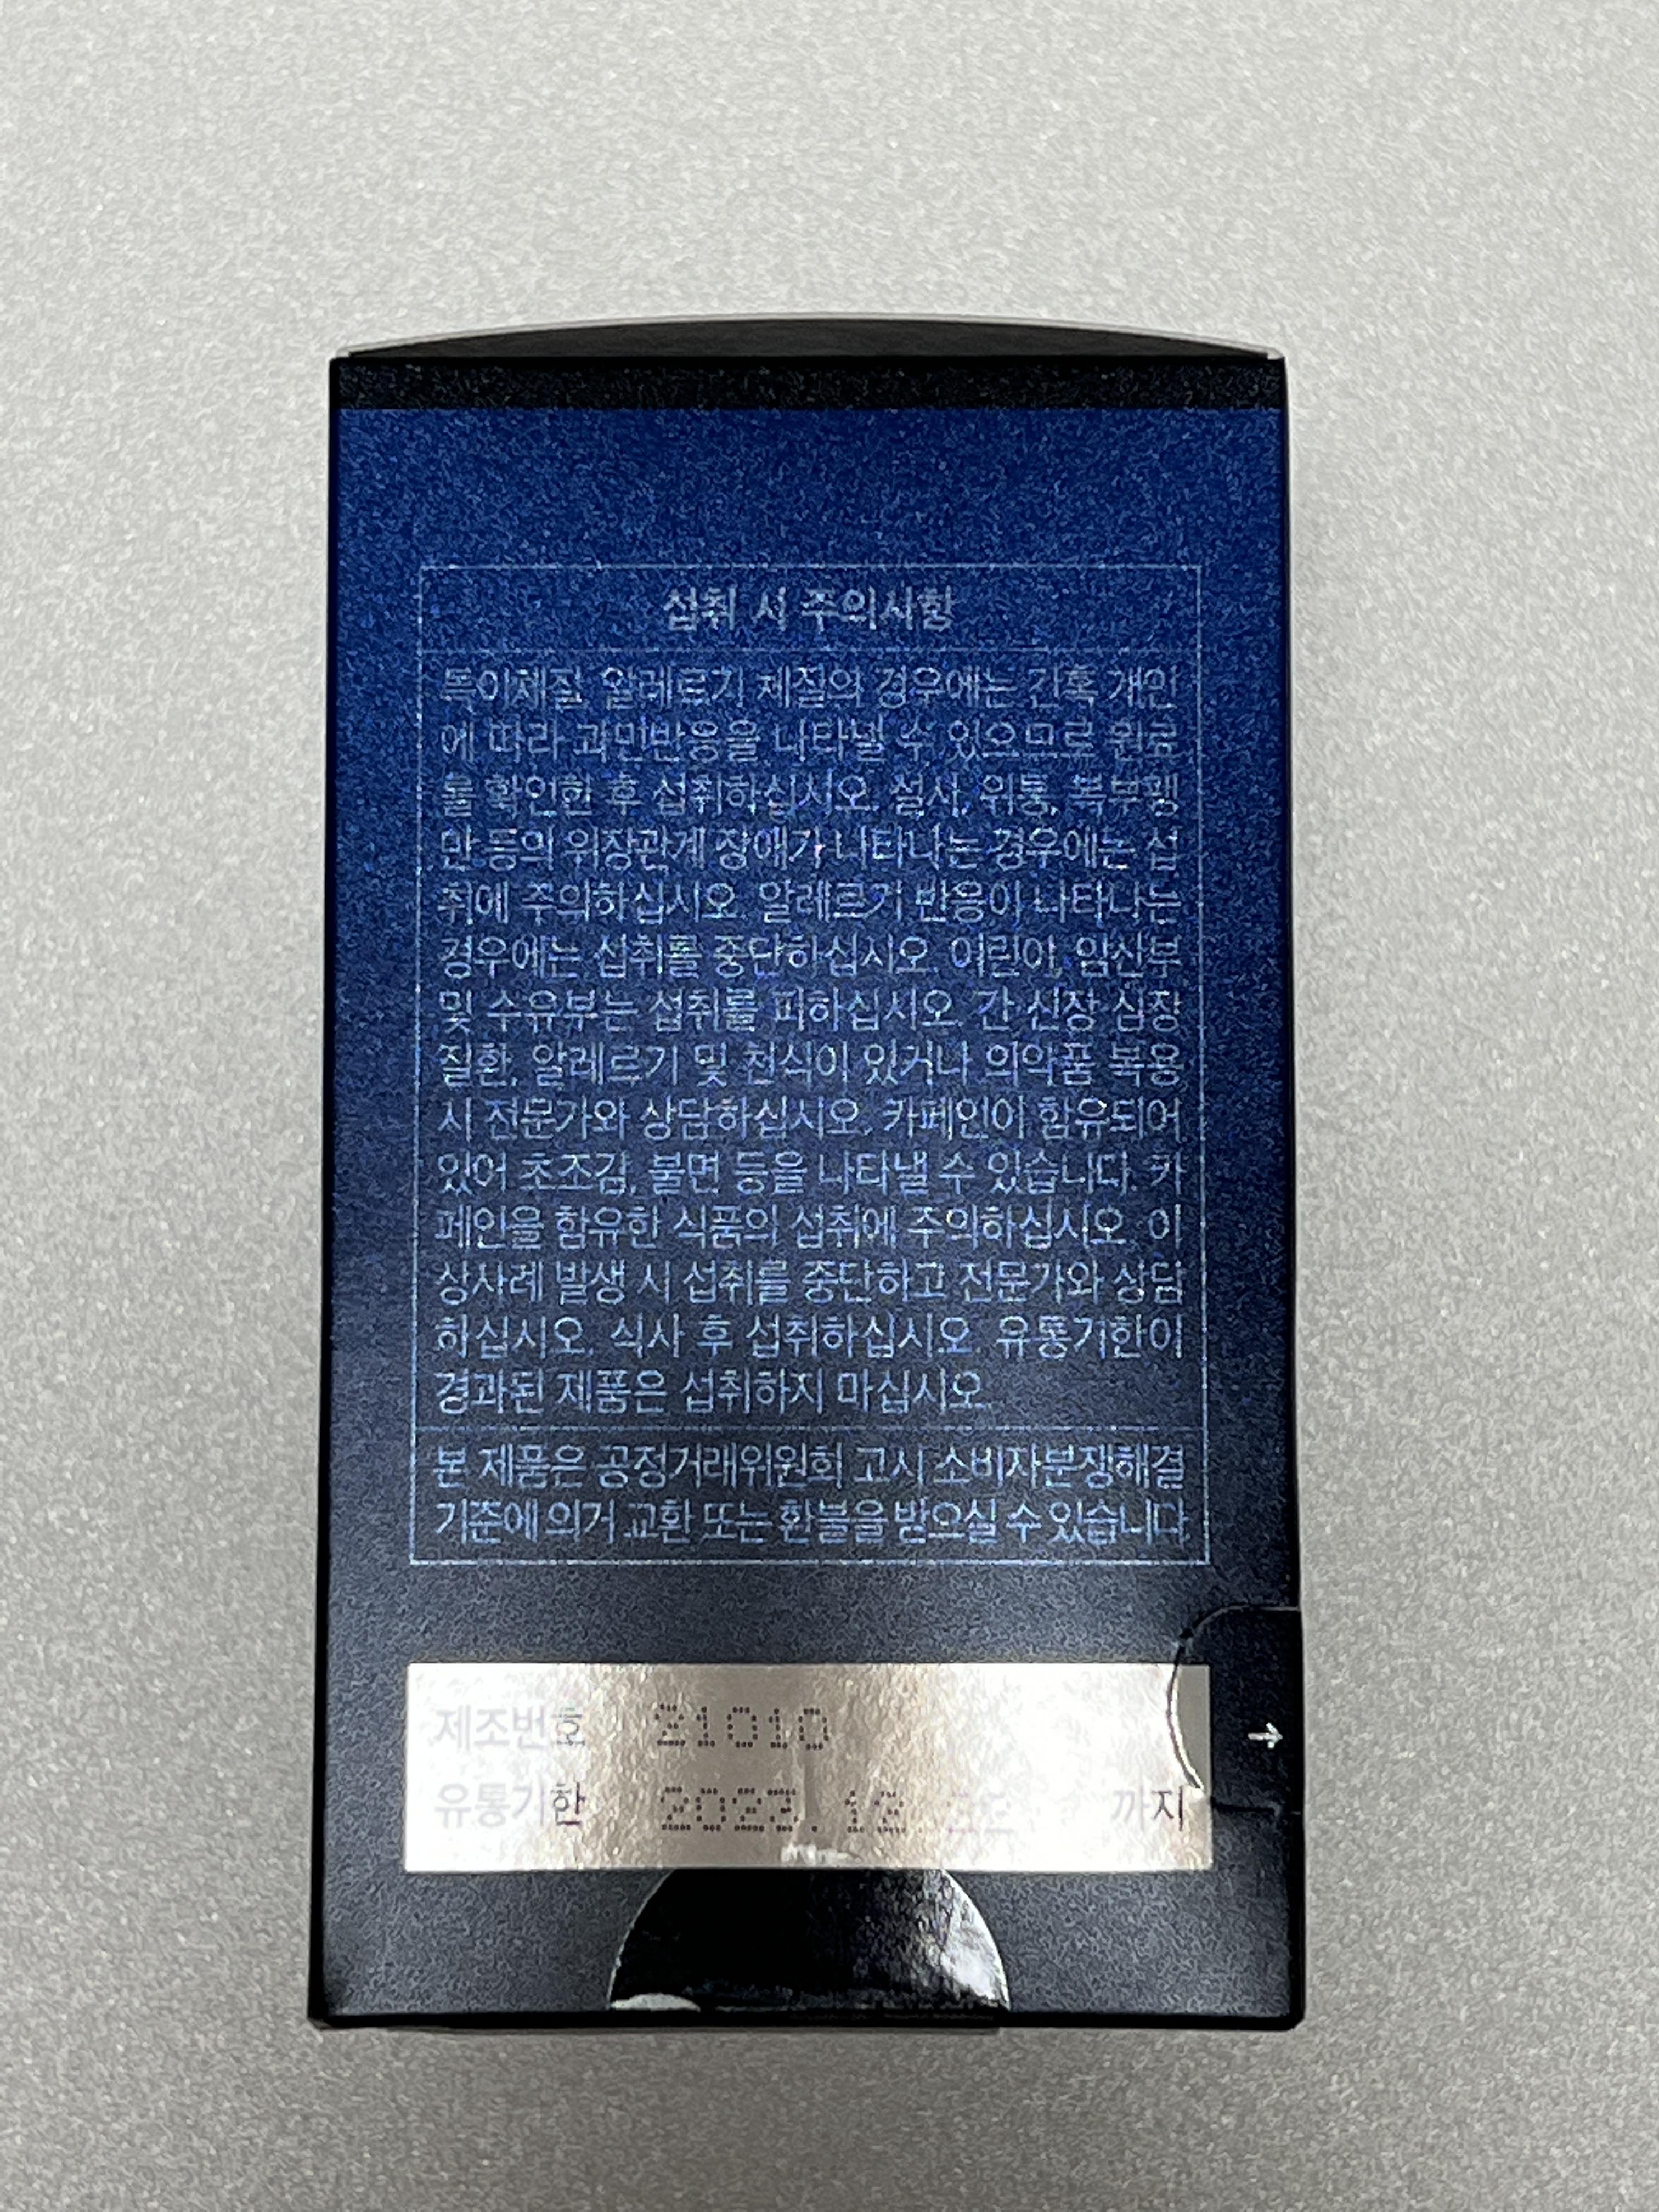 섭취 시 주의사항
특이체질, 알레르기 체질의 경우에는 간혹 개인
에 따라 과민반응을 나타낼 수 있으므로 원료
를 확인한 후 섭취하십시오. 설사, 위통, 복부팽
만 등의 위장관계 장애가 나타나는 경우에는 섭
취에 주의하십시오. 알레르기 반응이 나타나는
경우에는 섭취를 중단하십시오. 어린이, 임산부
및 수유부는 섭취를 피하십시오. 간·신장·심장
질환, 알레르기 및 천식이 있거나 의약품 복용
시 전문가와 상담하십시오. 카페인이 함유되어
있어 초조감, 불면 등을 나타낼 수 있습니다. 카
페인을 함유한 식품의 섭취에 주의하십시오. 이
상사례 발생 시 섭취를 중단하고 전문가와 상담
하십시오. 식사 후 섭취하십시오. 유통기한이
경과된 제품은 섭취하지 마십시오.
본 제품은 공정거래위원회 고시 소비자분쟁해결
기준에 의거 교환 또는 환불을 받으실 수 있습니다.
제조번호 21010
유통기한 2023. 12 까지